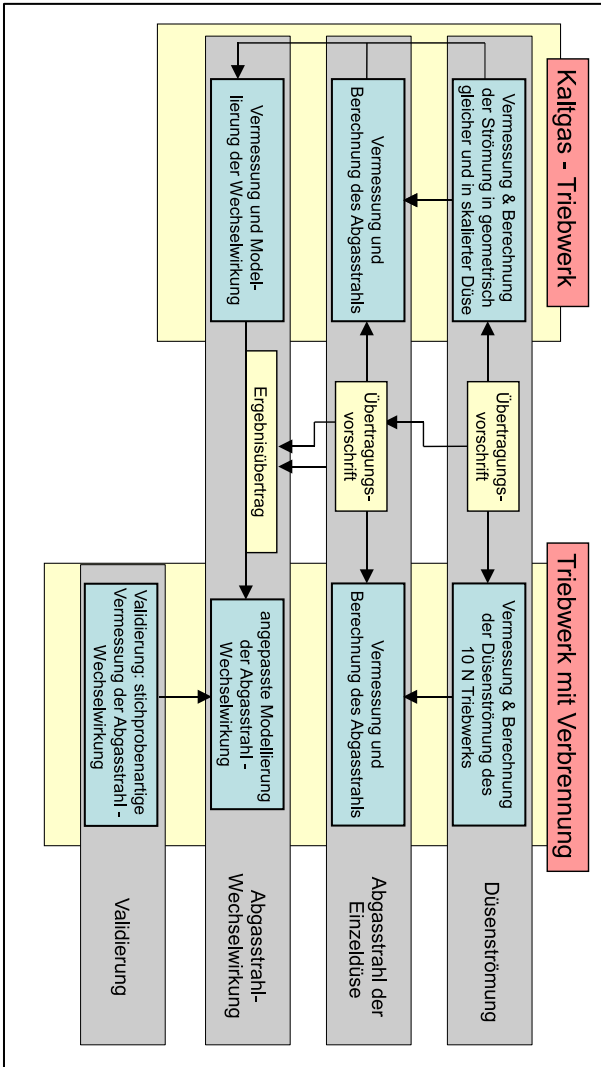 Kaltgas - Triebwerk
Triebwerk mit Verbrennung
Vermessung & Berechnung
der Strömung in geometrisch
gleicher und in skalierter Düse
Übertragungs-
vorschrift
Vermessung & Berechnung
der Düsenströmung des
10 N Triebwerks
Düsenströmung
Vermessung und
Berechnung des Abgasstrahls
Übertragungs-
vorschrift
Vermessung und
Berechnung des Abgasstrahls
Abgasstrahl der
Einzeldüse
Vermessung und Model-
lierung der Wechselwirkung
Ergebnisübertrag
angepasste Modellierung
der Abgasstrahl -
Wechselwirkung
Abgasstrahl-
Wechselwirkung
Validierung: stichprobenartige
Vermessung der Abgasstrahl -
Wechselwirkung
Validierung